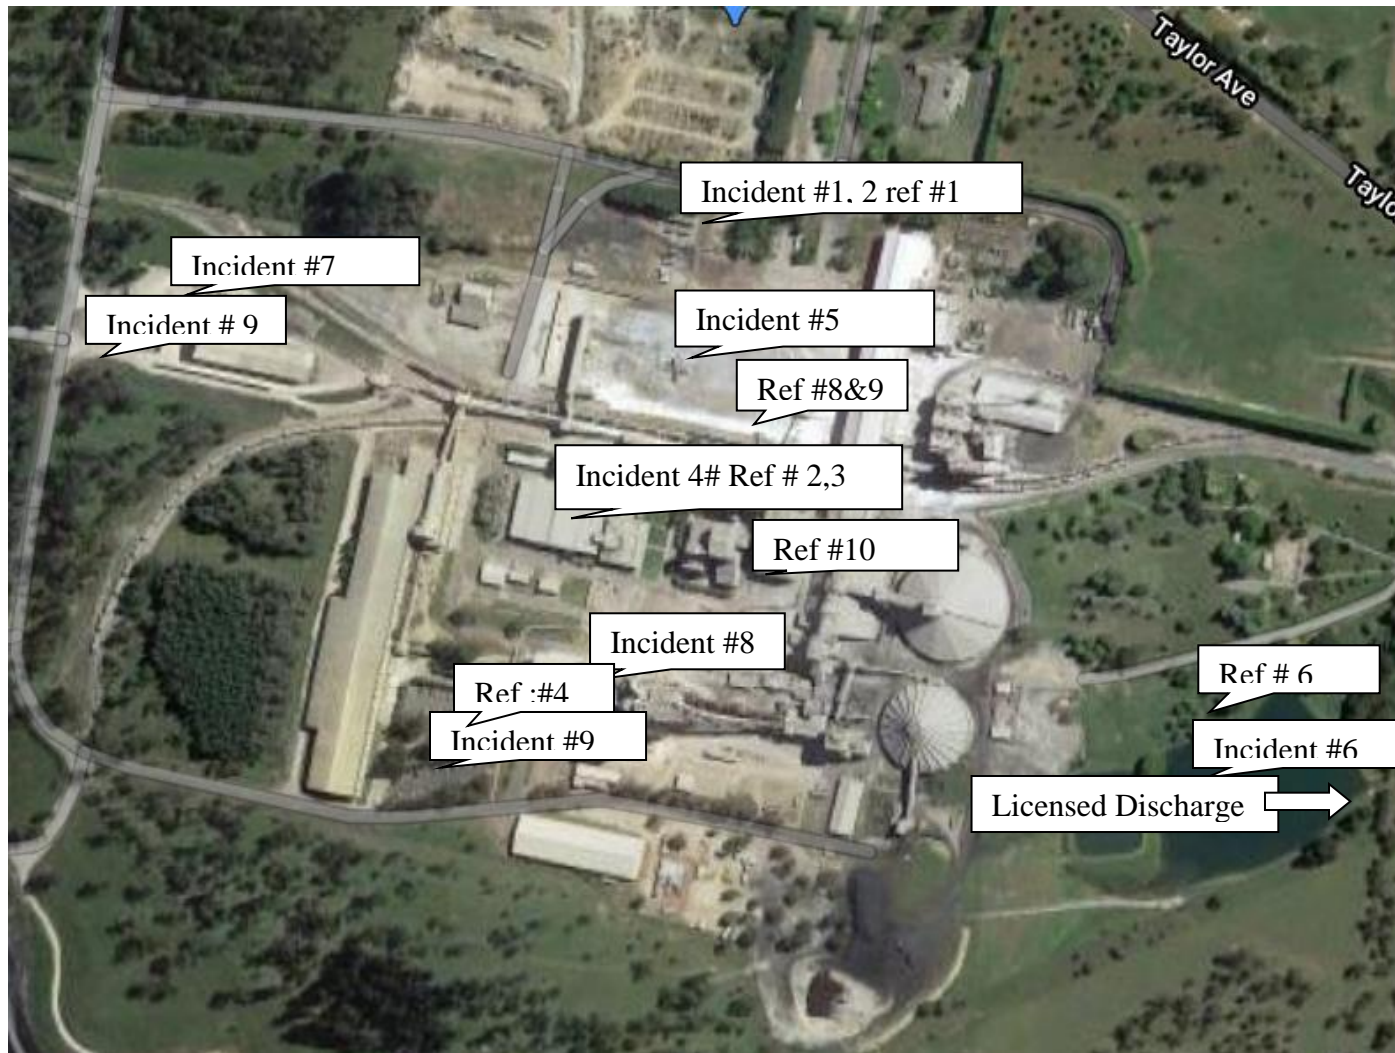 Taylor Ave
Incident #1, 2 ref #1
Incident #7
Incident # 9
Incident #5
Ref #8&9
Incident 4# Ref # 2,3
Ref #10
Incident #8
Ref :#4
Incident #9
Ref # 6
Incident #6
Licensed Discharge